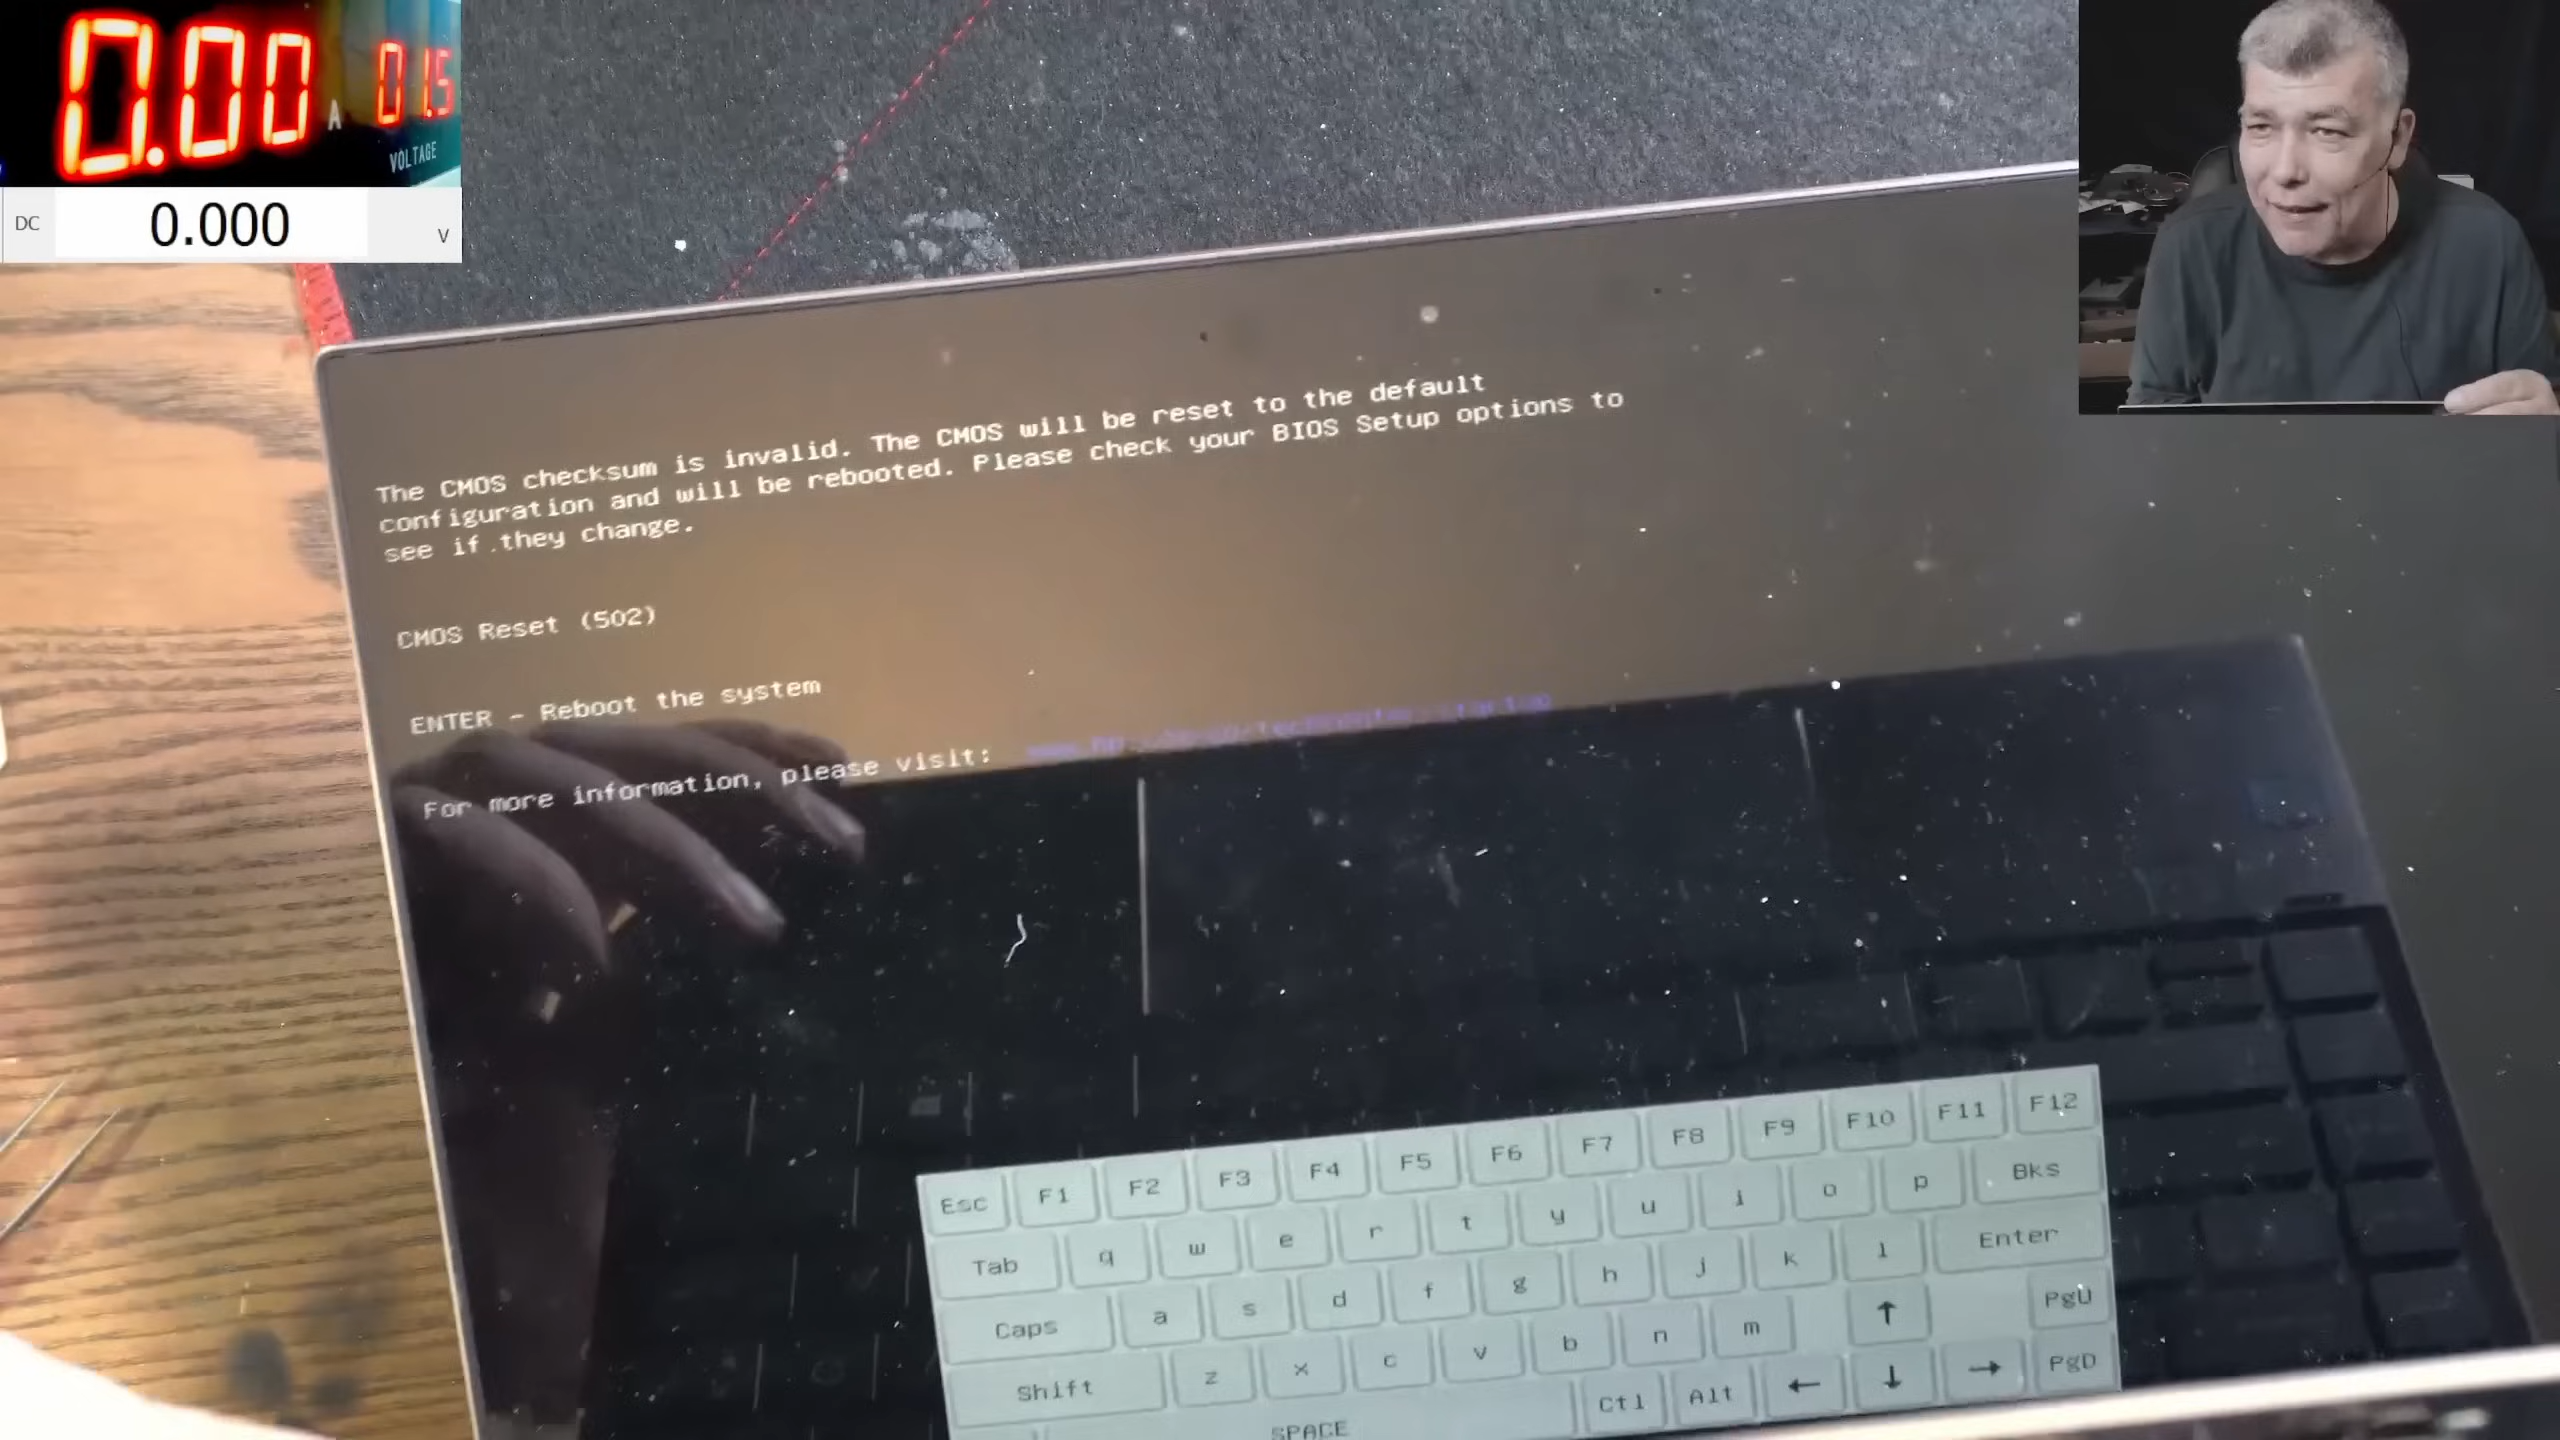 0.00 A 01.5
VOLTAGE
DC 0.000 V
The CMOS checksum is invalid. The CMOS will be reset to the default
configuration and will be rebooted. Please check your BIOS Setup options to
see if they change.
CMOS Reset (502)
ENTER - Reboot the system
For more information, please visit:
Esc F1 F2 F3 F4 F5 F6 F7 F8 F9 F10 F11 F12
Tab q w e r t y u i o p Bks
Caps a s d f g h j k l Enter
Shift z x c v b n m ↑ PgU
SPACE Ctl Alt ← ↓ → PgD